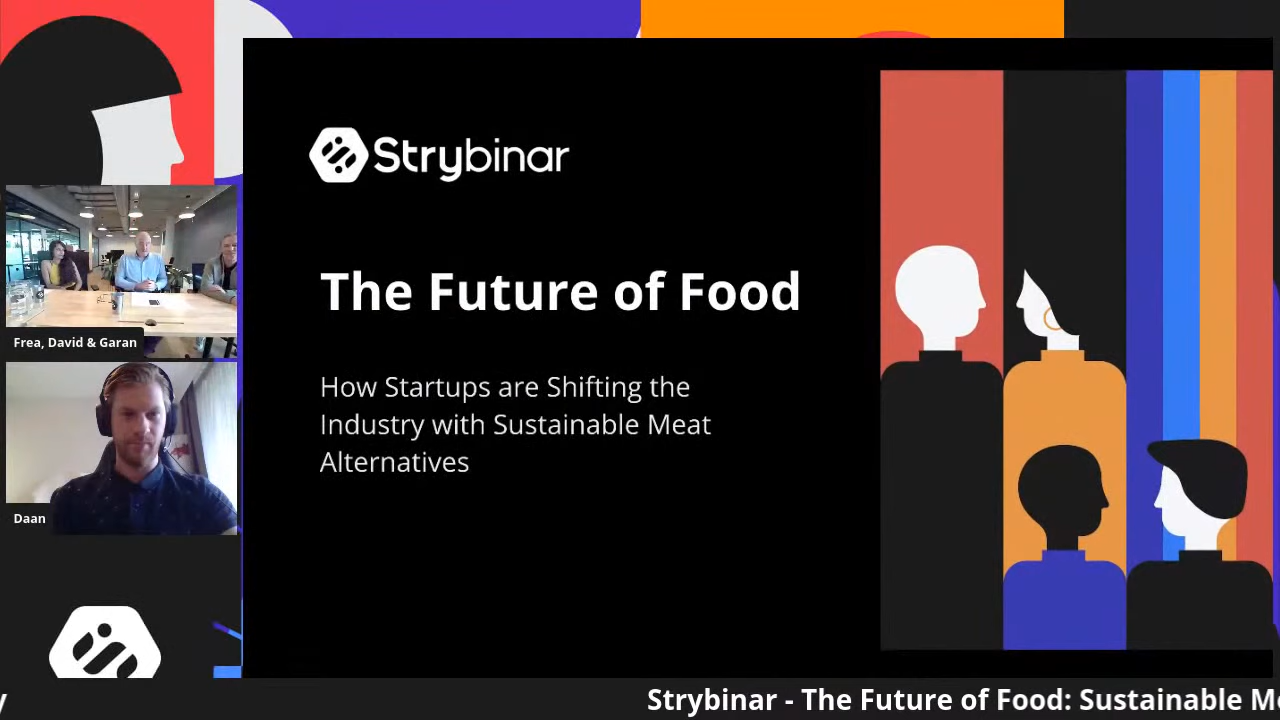 Strybinar
The Future of Food
How Startups are Shifting the
Industry with Sustainable Meat
Alternatives
Frea, David & Garan
Daan
Strybinar - The Future of Food: Sustainable